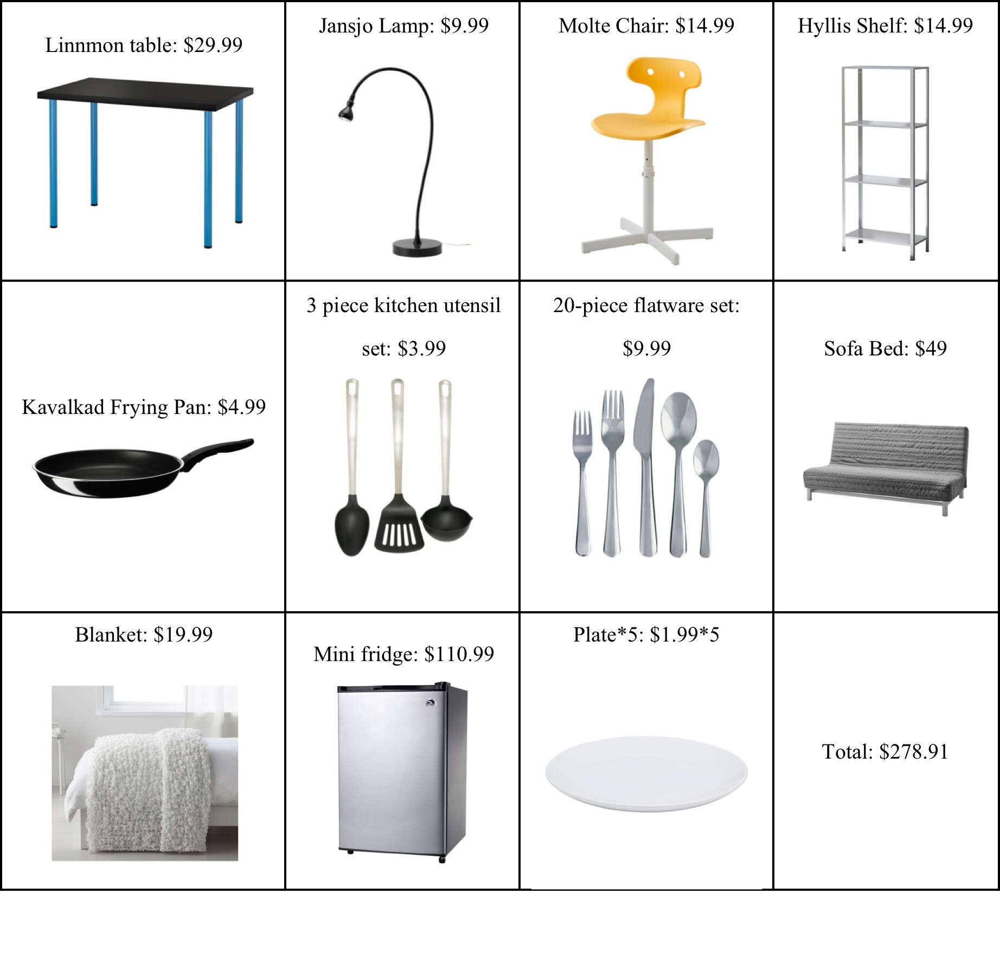 Linnmon table: $29.99
Jansjo Lamp: $9.99
Molte Chair: $14.99
Hyllis Shelf: $14.99
Kavalkad Frying Pan: $4.99
3 piece kitchen utensil
set: $3.99
20-piece flatware set:
$9.99
Sofa Bed: $49
Blanket: $19.99
Mini fridge: $110.99
Plate*5: $1.99*5
Total: $278.91